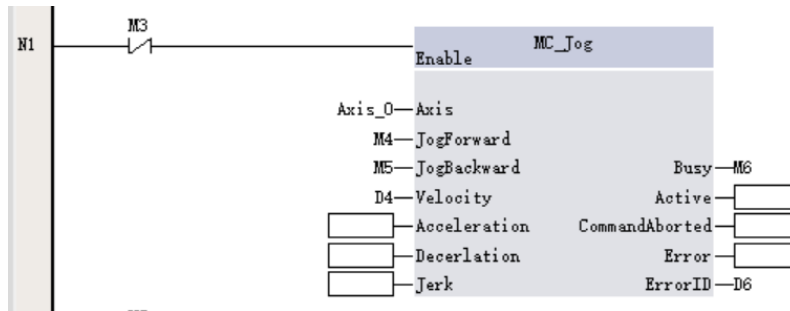 M3
N1
MC_Jog
Enable
Axis_0 Axis
M4 JogForward
M5 JogBackward Busy M6
D4 Velocity Active
Acceleration CommandAborted
Decerlation Error
Jerk ErrorID D6